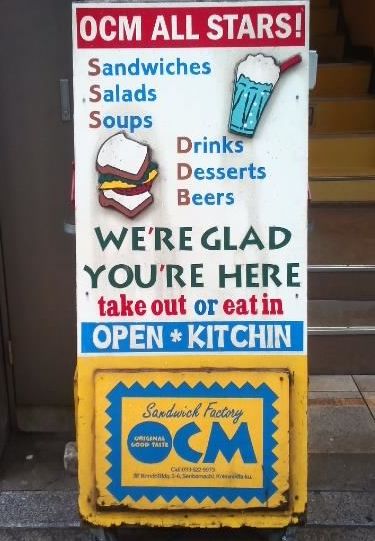 OCM ALL STARS!
Sandwiches
Salads
Soups
Drinks
Desserts
Beers
WE'RE GLAD
YOU'RE HERE
take out or eat in
OPEN * KITCHIN
Sandwich Factory
ORIGINAL
GOOD TASTE
OCM